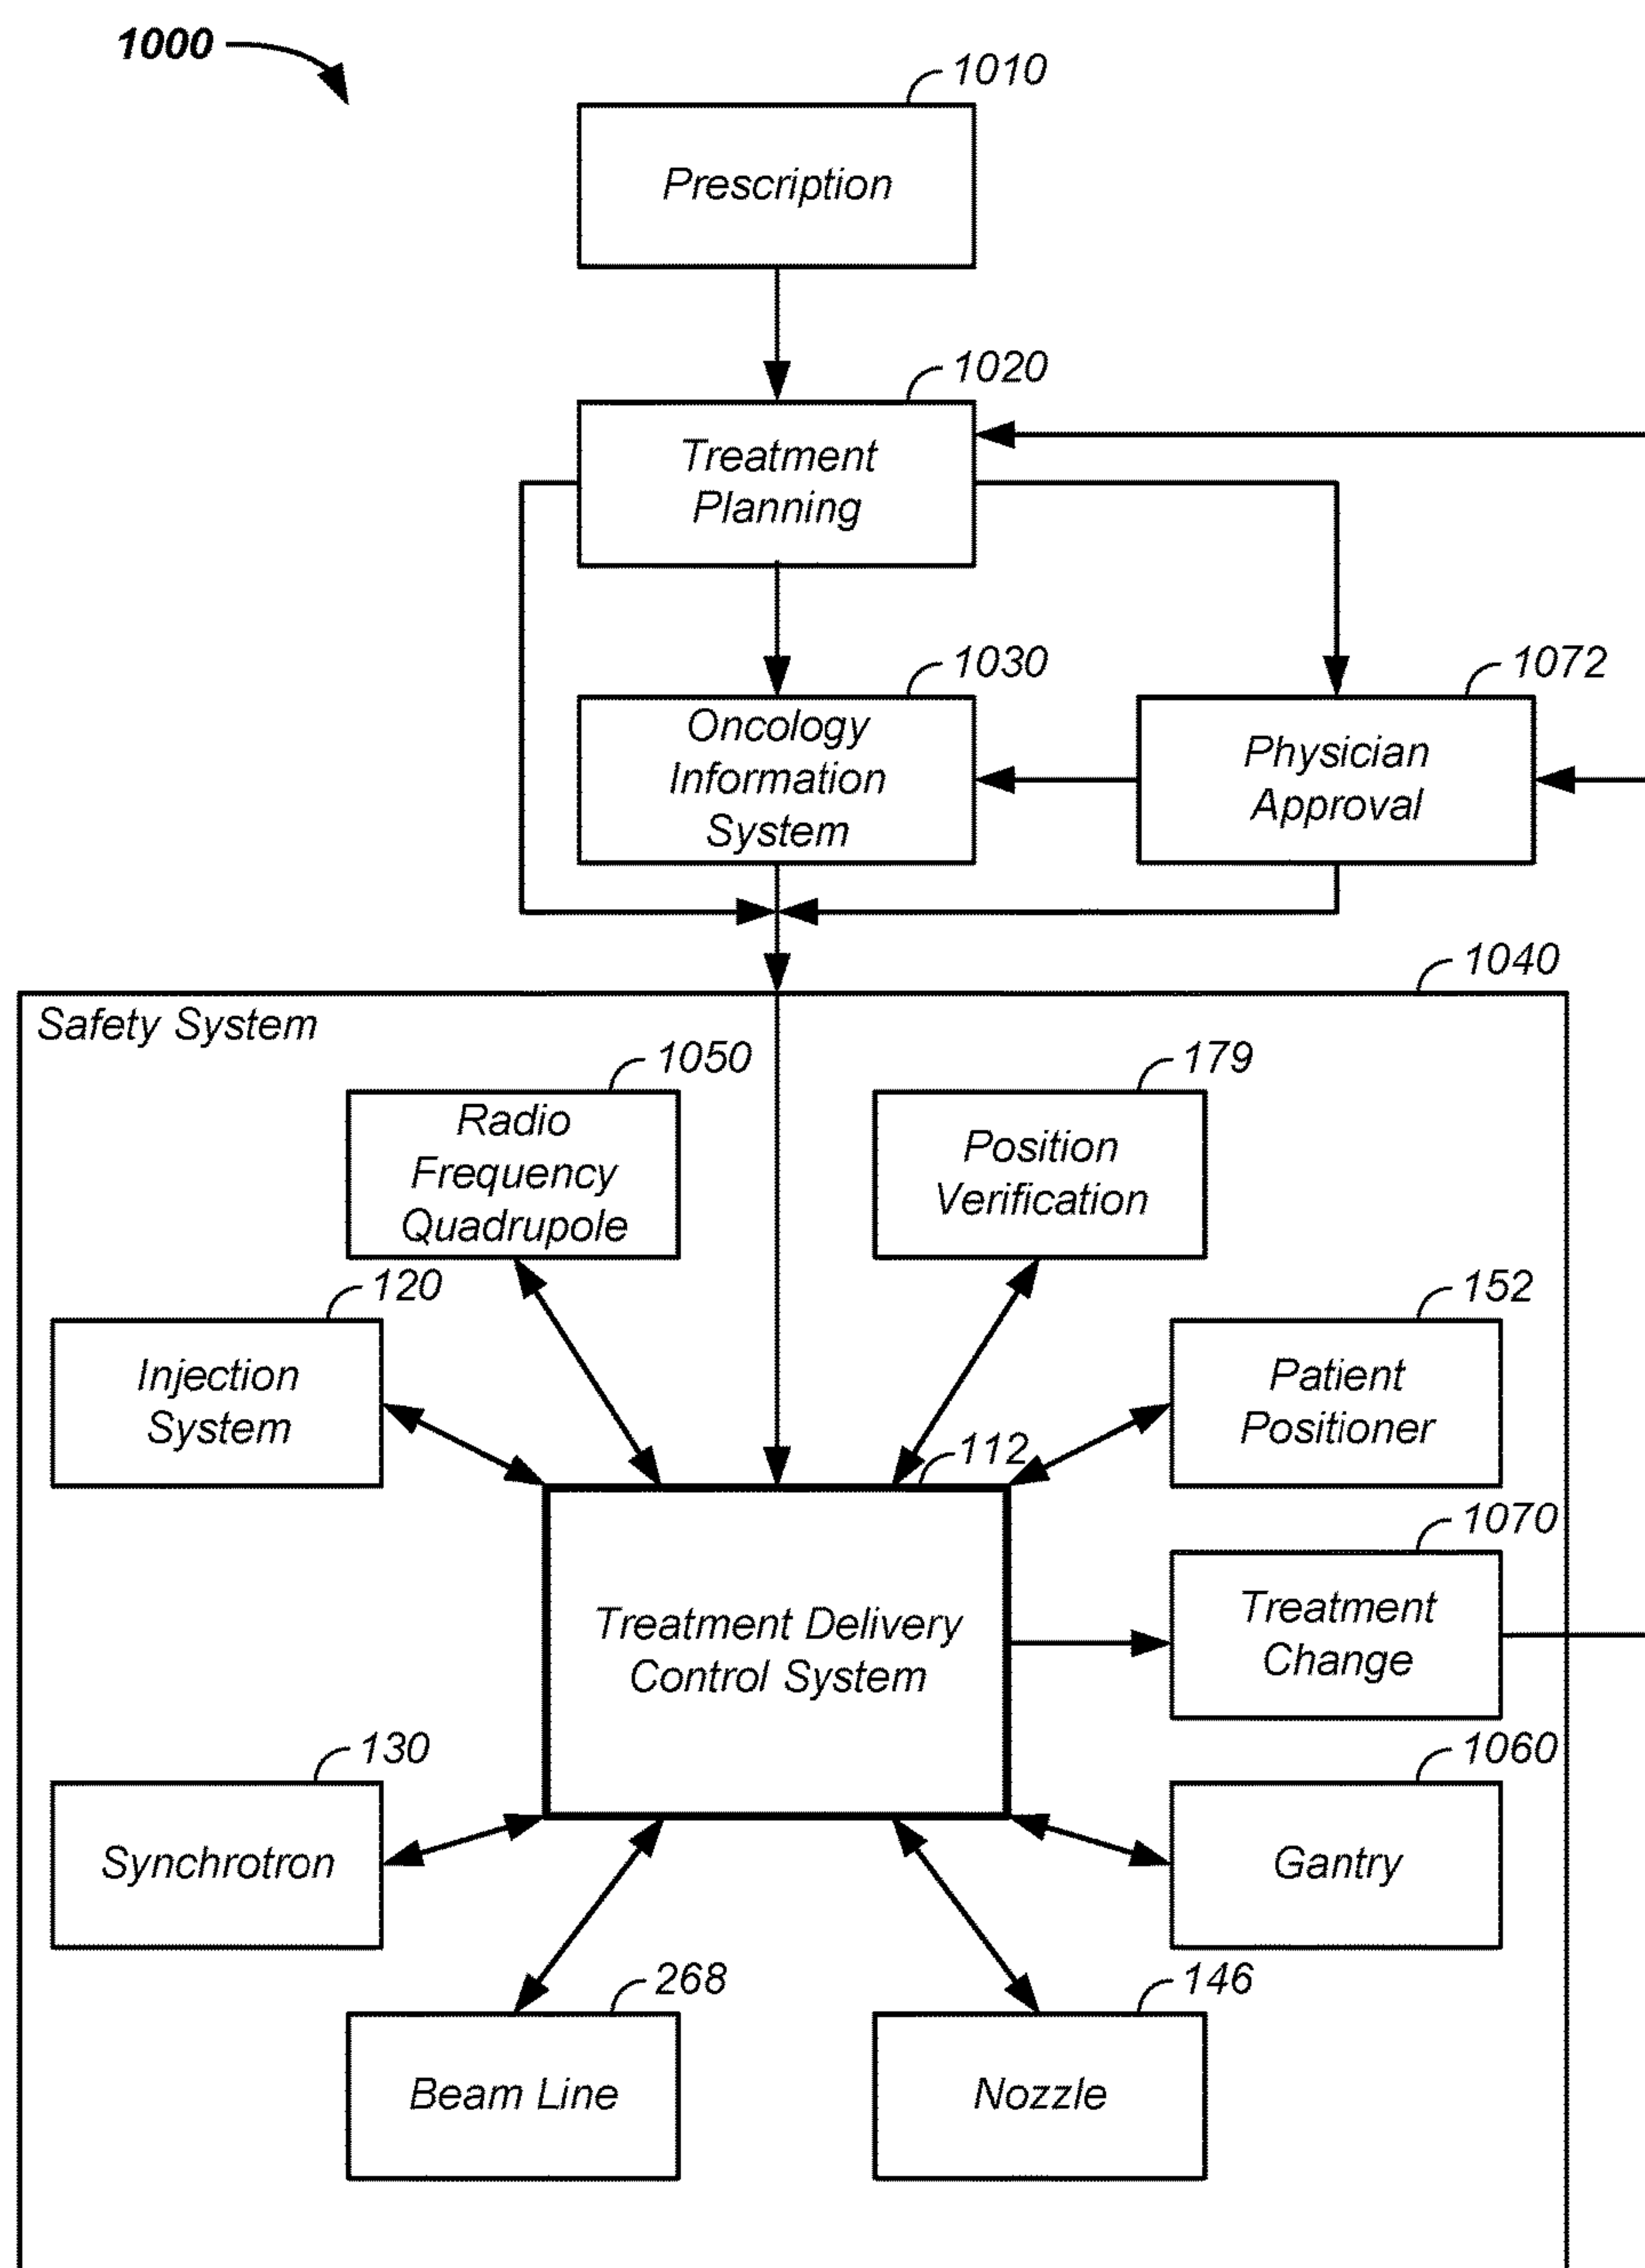 1000
1010
Prescription
1020
Treatment
Planning
1030
Oncology
Information
System
1072
Physician
Approval
1040
Safety System
1050
Radio
Frequency
Quadrupole
179
Position
Verification
120
Injection
System
152
Patient
Positioner
112
Treatment Delivery
Control System
1070
Treatment
Change
130
Synchrotron
1060
Gantry
268
Beam Line
146
Nozzle